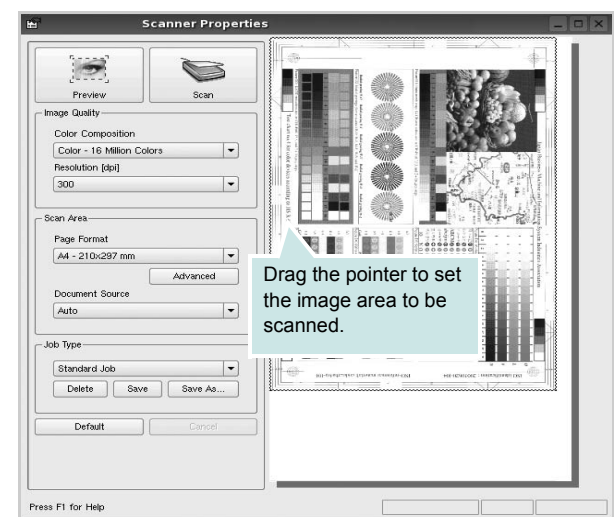 Scanner Properties
Preview
Scan
Image Quality
Color Composition
Color - 16 Million Colors
Resolution [dpi]
300
Scan Area
Page Format
A4 - 210x297 mm
Advanced
Document Source
Auto
Job Type
Standard Job
Delete
Save
Save As...
Default
Cancel
Drag the pointer to set
the image area to be
scanned.
Press F1 for Help